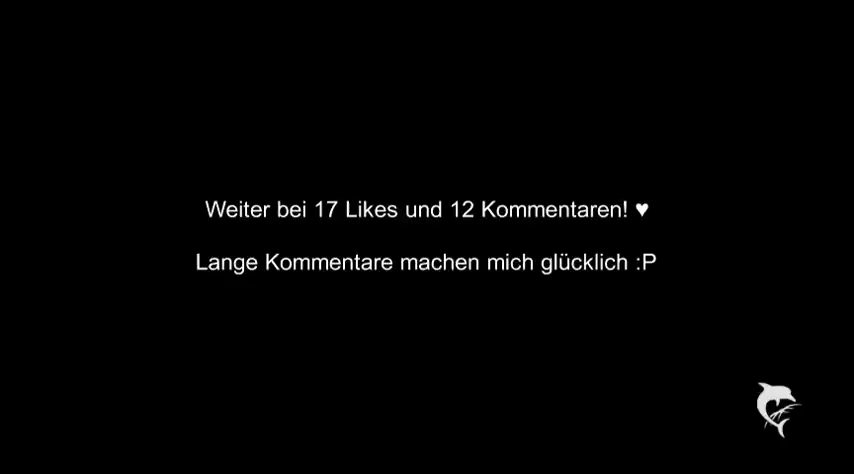 Weiter bei 17 Likes und 12 Kommentaren! ♥
Lange Kommentare machen mich glücklich :P